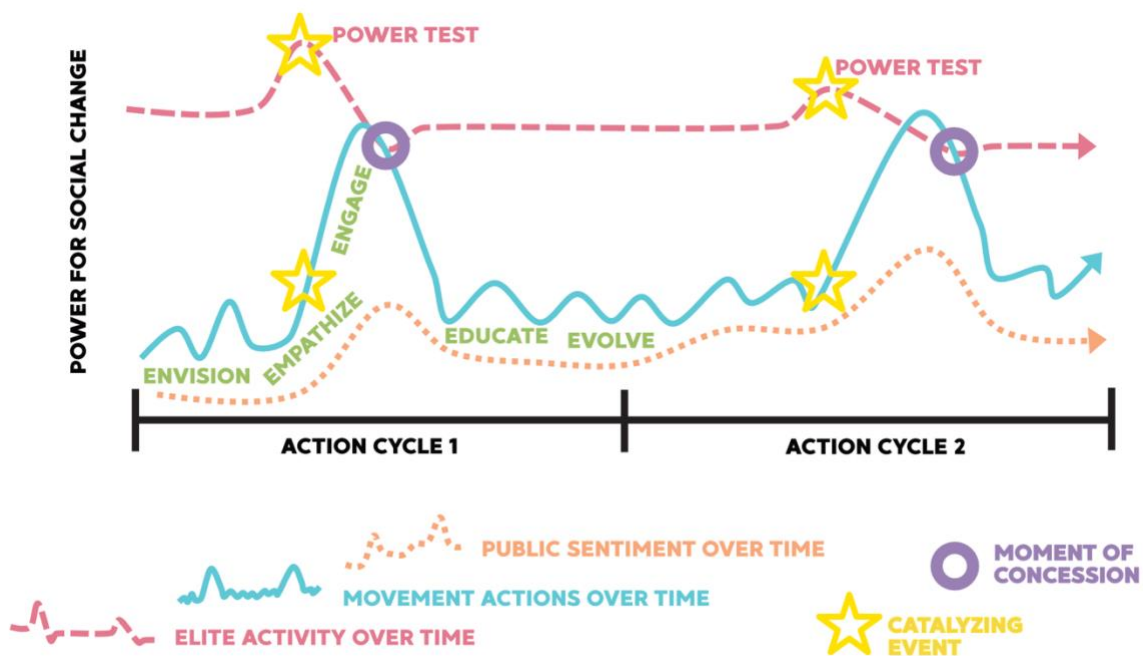 POWER FOR SOCIAL CHANGE
POWER TEST
POWER TEST
ENGAGE
EMPATHIZE
ENVISION
EDUCATE
EVOLVE
ACTION CYCLE 1
ACTION CYCLE 2
PUBLIC SENTIMENT OVER TIME
MOVEMENT ACTIONS OVER TIME
ELITE ACTIVITY OVER TIME
MOMENT OF
CONCESSION
CATALYZING
EVENT